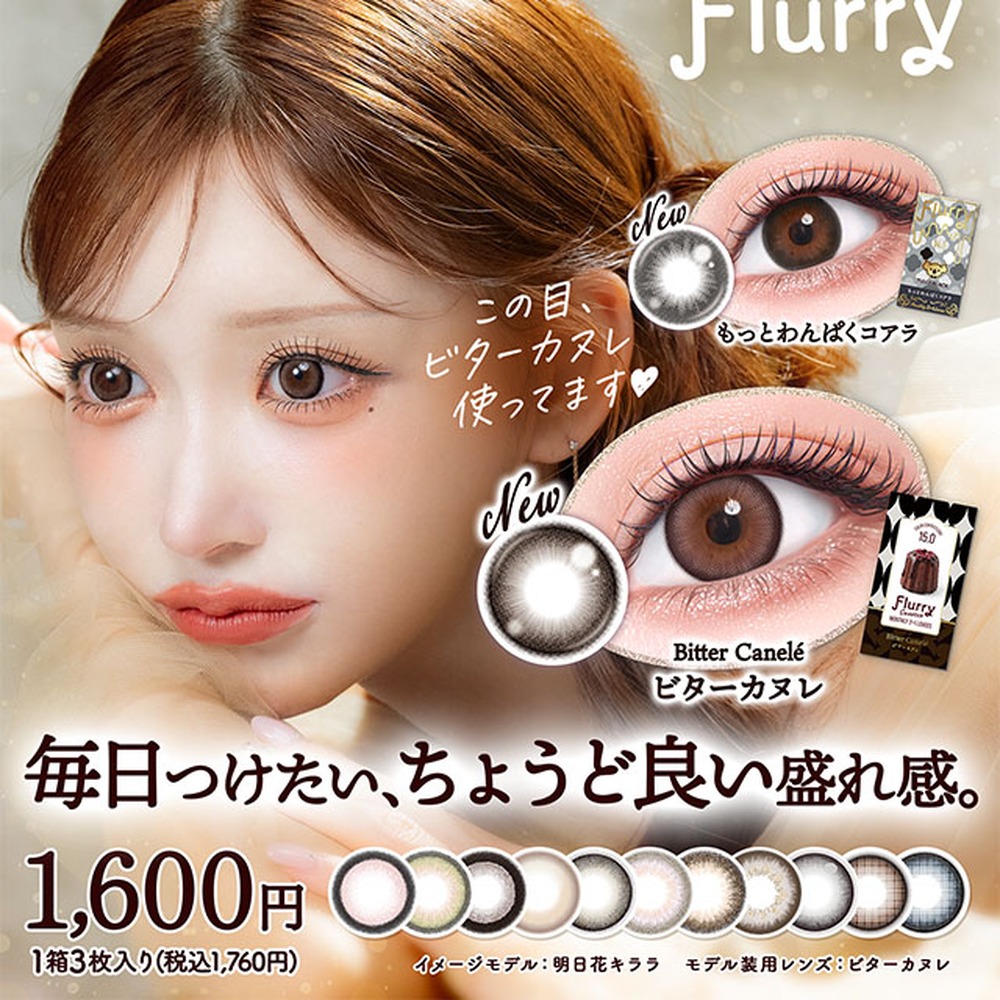 Flurry
New
もっとわんぱくコアラ
この目、
ビターカヌレ
使ってます
New
15.0
Flurry
MONTHLY
Bitter Canelé
Bitter Canelé
ビターカヌレ
毎日つけたい、ちょうど良い盛れ感。
1,600円
1箱3枚入り(税込1,760円)
イメージモデル：明日花キララ モデル装用レンズ：ビターカヌレ